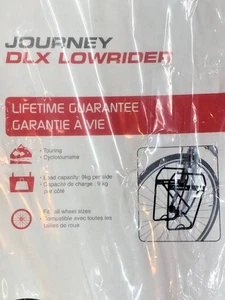 JOURNEY
DLX LOWRIDER
LIFETIME GUARANTEE
GARANTIE À VIE
• Touring
• Cyclotourisme
• Load capacity: 9kg per side
• Capacité de charge : 9 kg
par côté
• Fits all wheel sizes
• Compatible avec toutes les
tailles de roue